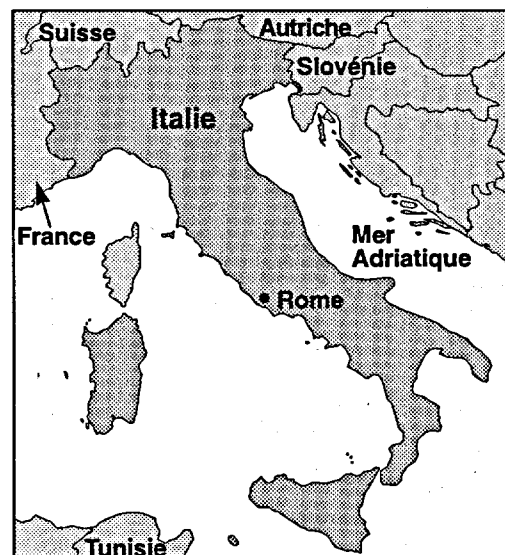 Suisse
Autriche
Slovénie
Italie
France
Mer
Adriatique
Rome
Tunisie